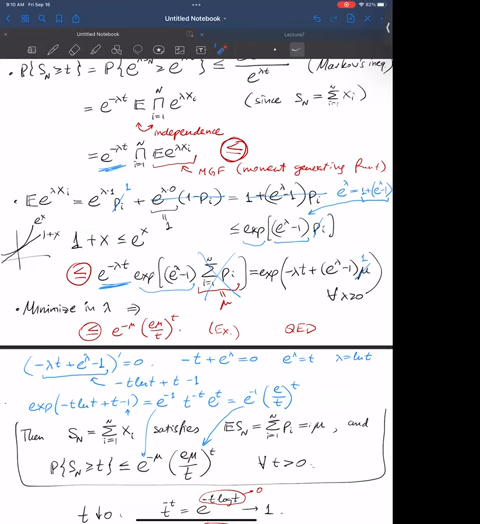 9:10 AM Fri Sep 16
82%
Untitled Notebook
Untitled Notebook
Lecture7
• P{S_N ≥ t} = P{e^{λS_N} ≥ e^{λt}} ≤ e^{λt} (Markov's ineq)
= e^{-λt} E ∏_{i=1}^N e^{λX_i} (since S_N = Σ_{i=1}^N X_i)
independence
= e^{-λt} ∏_{i=1}^N E e^{λX_i} ≤
MGF (moment generating
• E e^{λX_i} = e^{λ·1} p_i + e^{λ·0} (1-p_i) = 1+(e^λ-1) p_i e^λ = 1+(e^λ-1)
1 1
e^x 1+x 1+x ≤ e^x ≤ exp[(e^λ-1) p_i]
≤ e^{-λt} exp[(e^λ-1) Σ_{i=1}^N p_i] = exp(-λt + (e^λ-1) μ) 1
μ ∀ λ>0
• Minimize in λ ⇒
≤ e^{-μ} (eμ/t)^t. (Ex.) QED
(-λt + e^λ - 1)' = 0. -t + e^λ = 0 e^λ = t λ = ln t
-t ln t + t - 1
exp(-t ln t + t - 1) = e^{-1} t^{-t} e^t = e^{-1} (e/t)^t
Then S_N = Σ_{i=1}^N X_i satisfies E S_N = Σ_{i=1}^N p_i =: μ, and
P{S_N ≥ t} ≤ e^{-μ} (eμ/t)^t ∀ t>0.
t ↓ 0. t^{-t} = e^{-t log t} → 1. 0